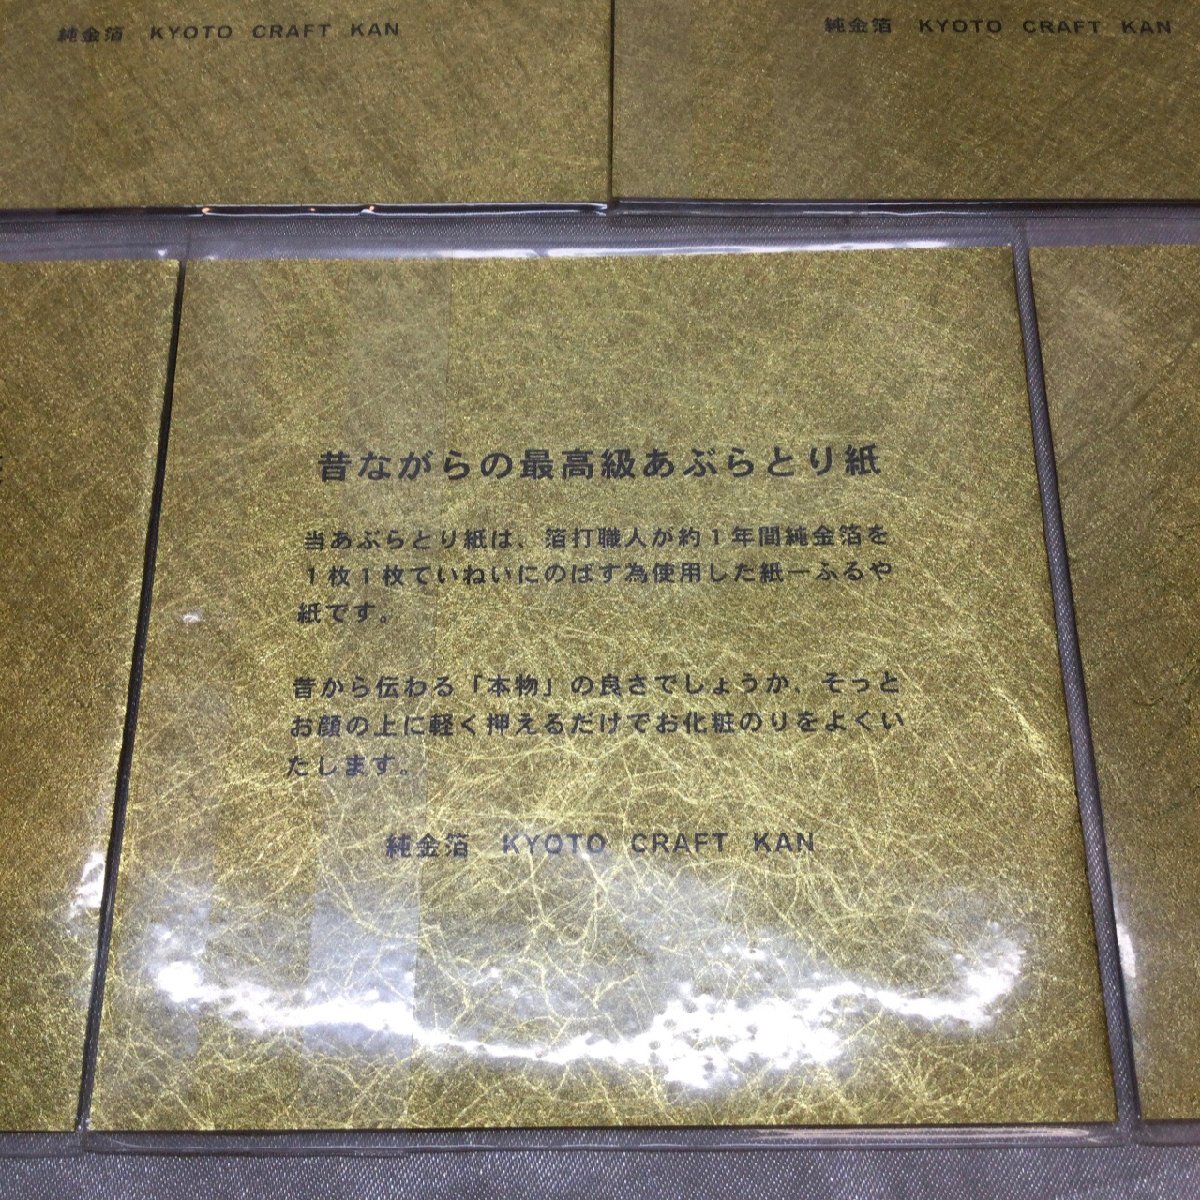 純金箔 KYOTO CRAFT KAN
純金箔 KYOTO CRAFT KAN
昔ながらの最高級あぶらとり紙
当あぶらとり紙は、箔打職人が約1年間純金箔を
1枚1枚ていねいにのばす為使用した紙ーふるや
紙です。
昔から伝わる「本物」の良さでしょうか、そっと
お顔の上に軽く押えるだけでお化粧のりをよくい
たします。
純金箔 KYOTO CRAFT KAN